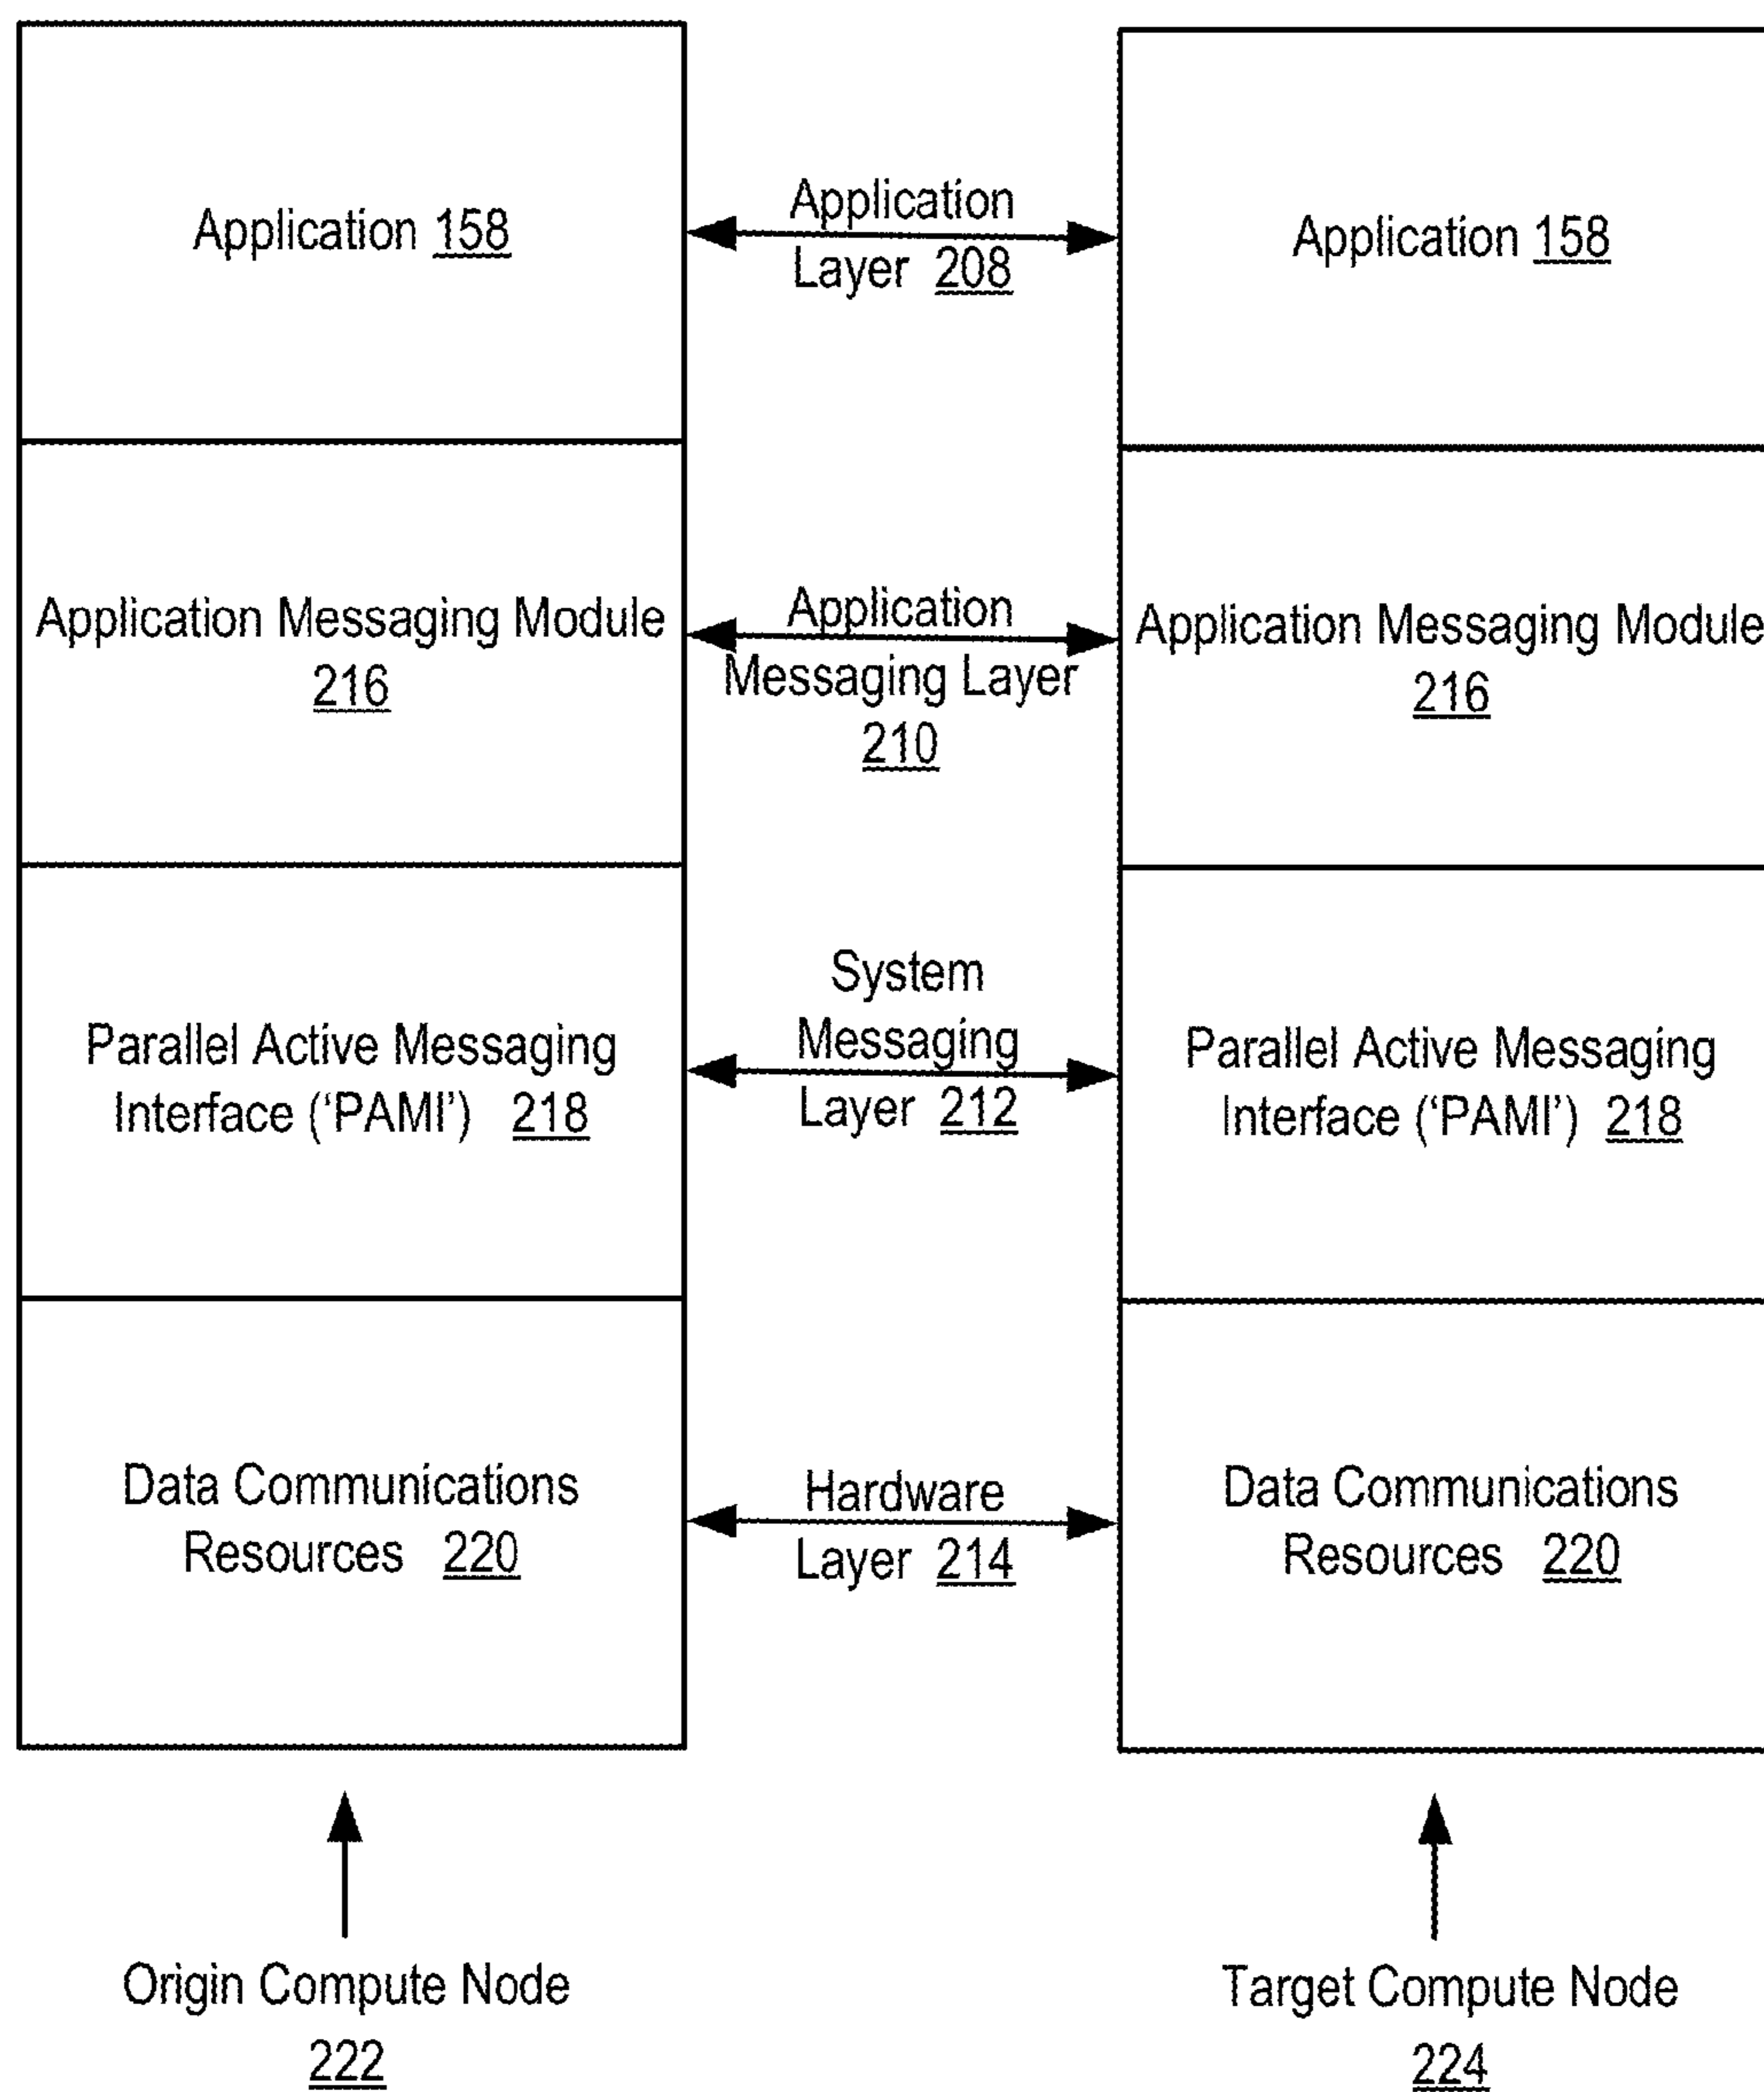 Application 158
Application
Layer 208
Application 158
Application Messaging Module
216
Application
Messaging Layer
210
Application Messaging Module
216
Parallel Active Messaging
Interface (‘PAMI’) 218
System
Messaging
Layer 212
Parallel Active Messaging
Interface (‘PAMI’) 218
Data Communications
Resources 220
Hardware
Layer 214
Data Communications
Resources 220
Origin Compute Node
222
Target Compute Node
224